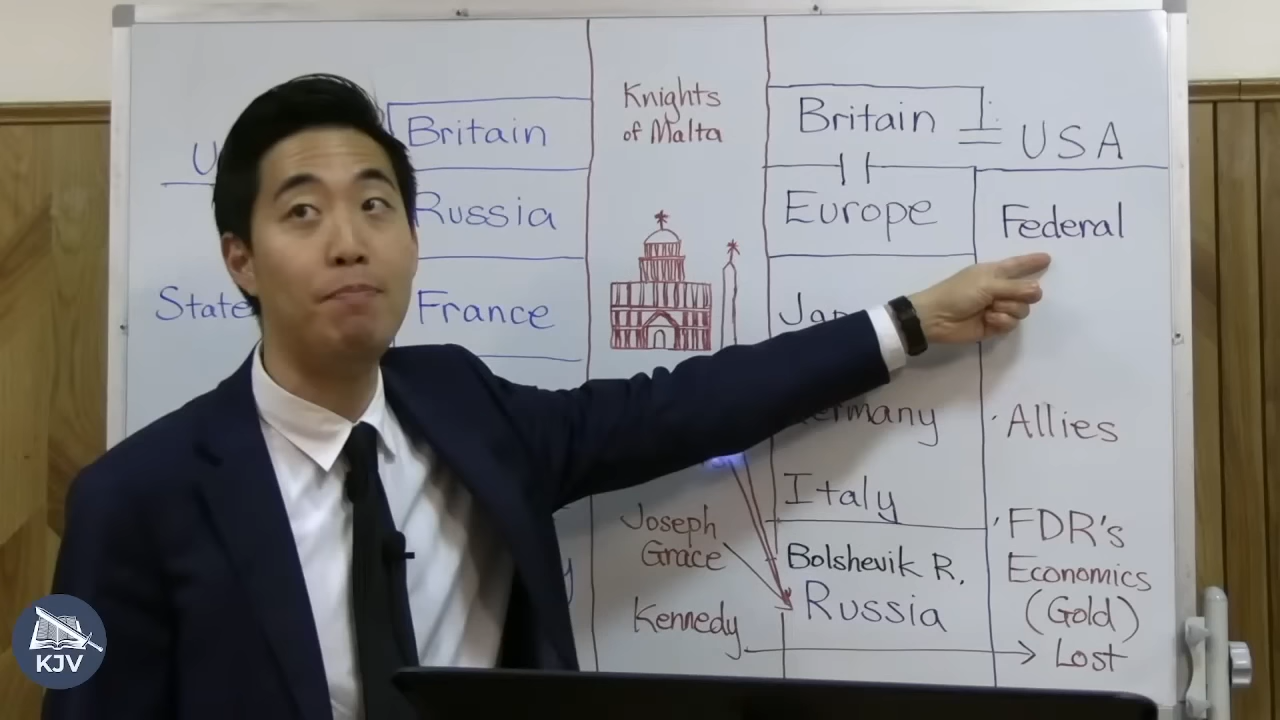 U
State
Britain
Russia
France
Knights
of Malta
Joseph
Grace
Kennedy
Britain
Europe
Italy
Bolshevik R.
Russia
USA
Federal
Allies
FDR's
Economics
(Gold)
Lost
KJV